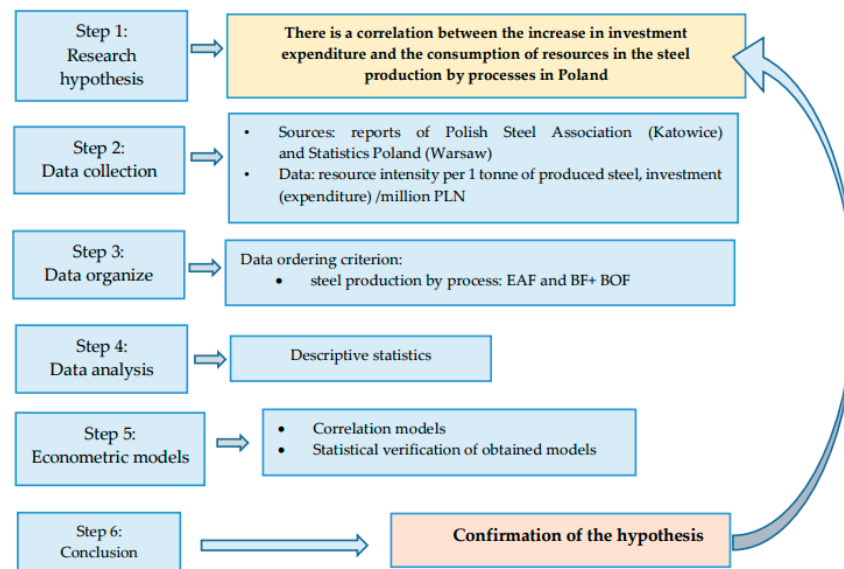 Step 1:
Research
hypothesis
There is a correlation between the increase in investment
expenditure and the consumption of resources in the steel
production by processes in Poland
Step 2:
Data collection
• Sources: reports of Polish Steel Association (Katowice)
and Statistics Poland (Warsaw)
• Data: resource intensity per 1 tonne of produced steel, investment
(expenditure) /million PLN
Step 3:
Data organize
Data ordering criterion:
• steel production by process: EAF and BF+ BOF
Step 4:
Data analysis
Descriptive statistics
Step 5:
Econometric models
• Correlation models
• Statistical verification of obtained models
Step 6:
Conclusion
Confirmation of the hypothesis